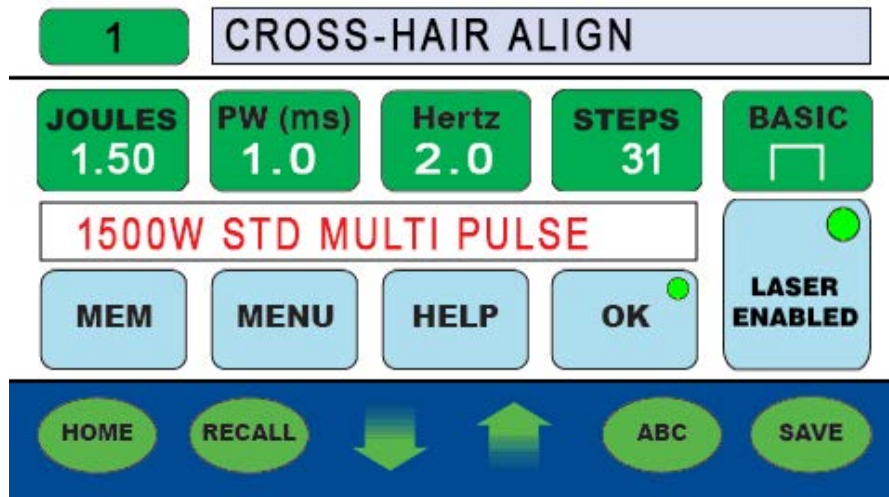 1 CROSS-HAIR ALIGN
JOULES PW (ms) Hertz STEPS BASIC
1.50 1.0 2.0 31
1500W STD MULTI PULSE
MEM MENU HELP OK LASER ENABLED
HOME RECALL ABC SAVE